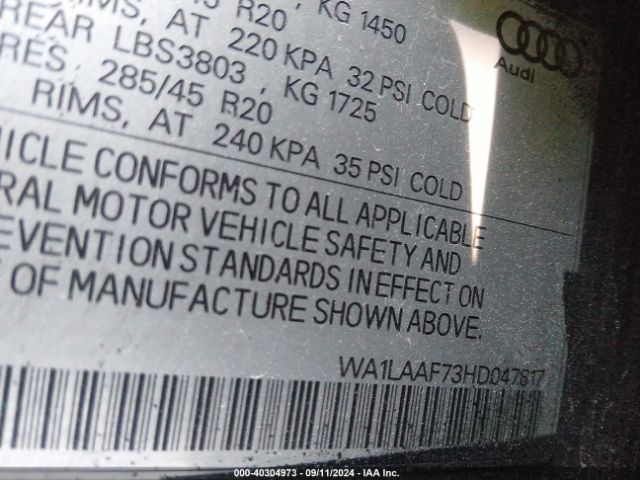 R20 , KG 1450
RIMS, AT 220 KPA 32 PSI COLD
REAR LBS3803 , KG 1725
RES: 285/45 R20
RIMS, AT 240 KPA 35 PSI COLD
HICLE CONFORMS TO ALL APPLICABLE
RAL MOTOR VEHICLE SAFETY AND
EVENTION STANDARDS IN EFFECT ON
OF MANUFACTURE SHOWN ABOVE.
WA1LAAF73HD047817
Audi
000-40304973 - 09/11/2024 - IAA Inc.